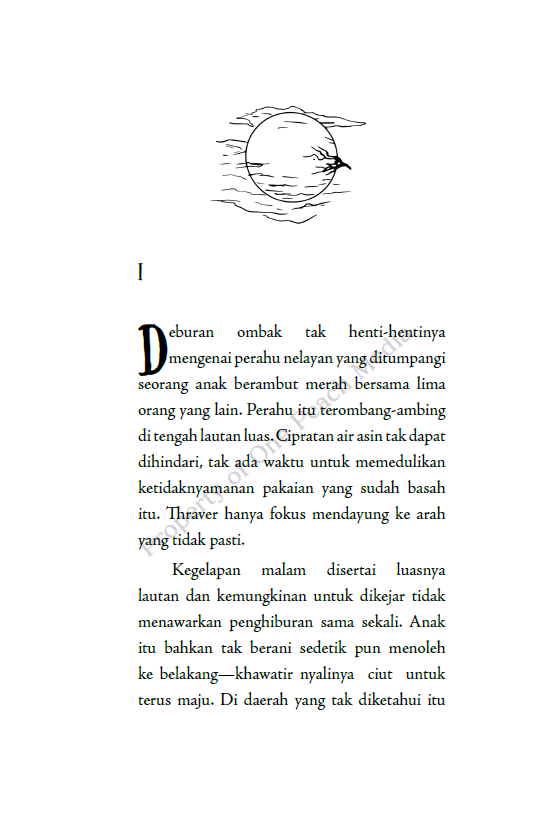 I
Deburan ombak tak henti-hentinya
mengenai perahu nelayan yang ditumpangi
seorang anak berambut merah bersama lima
orang yang lain. Perahu itu terombang-ambing
di tengah lautan luas. Cipratan air asin tak dapat
dihindari, tak ada waktu untuk memedulikan
ketidaknyamanan pakaian yang sudah basah
itu. Thraver hanya fokus mendayung ke arah
yang tidak pasti.
Kegelapan malam disertai luasnya
lautan dan kemungkinan untuk dikejar tidak
menawarkan penghiburan sama sekali. Anak
itu bahkan tak berani sedetik pun menoleh
ke belakang—khawatir nyalinya ciut untuk
terus maju. Di daerah yang tak diketahui itu
Property of One Peach Media